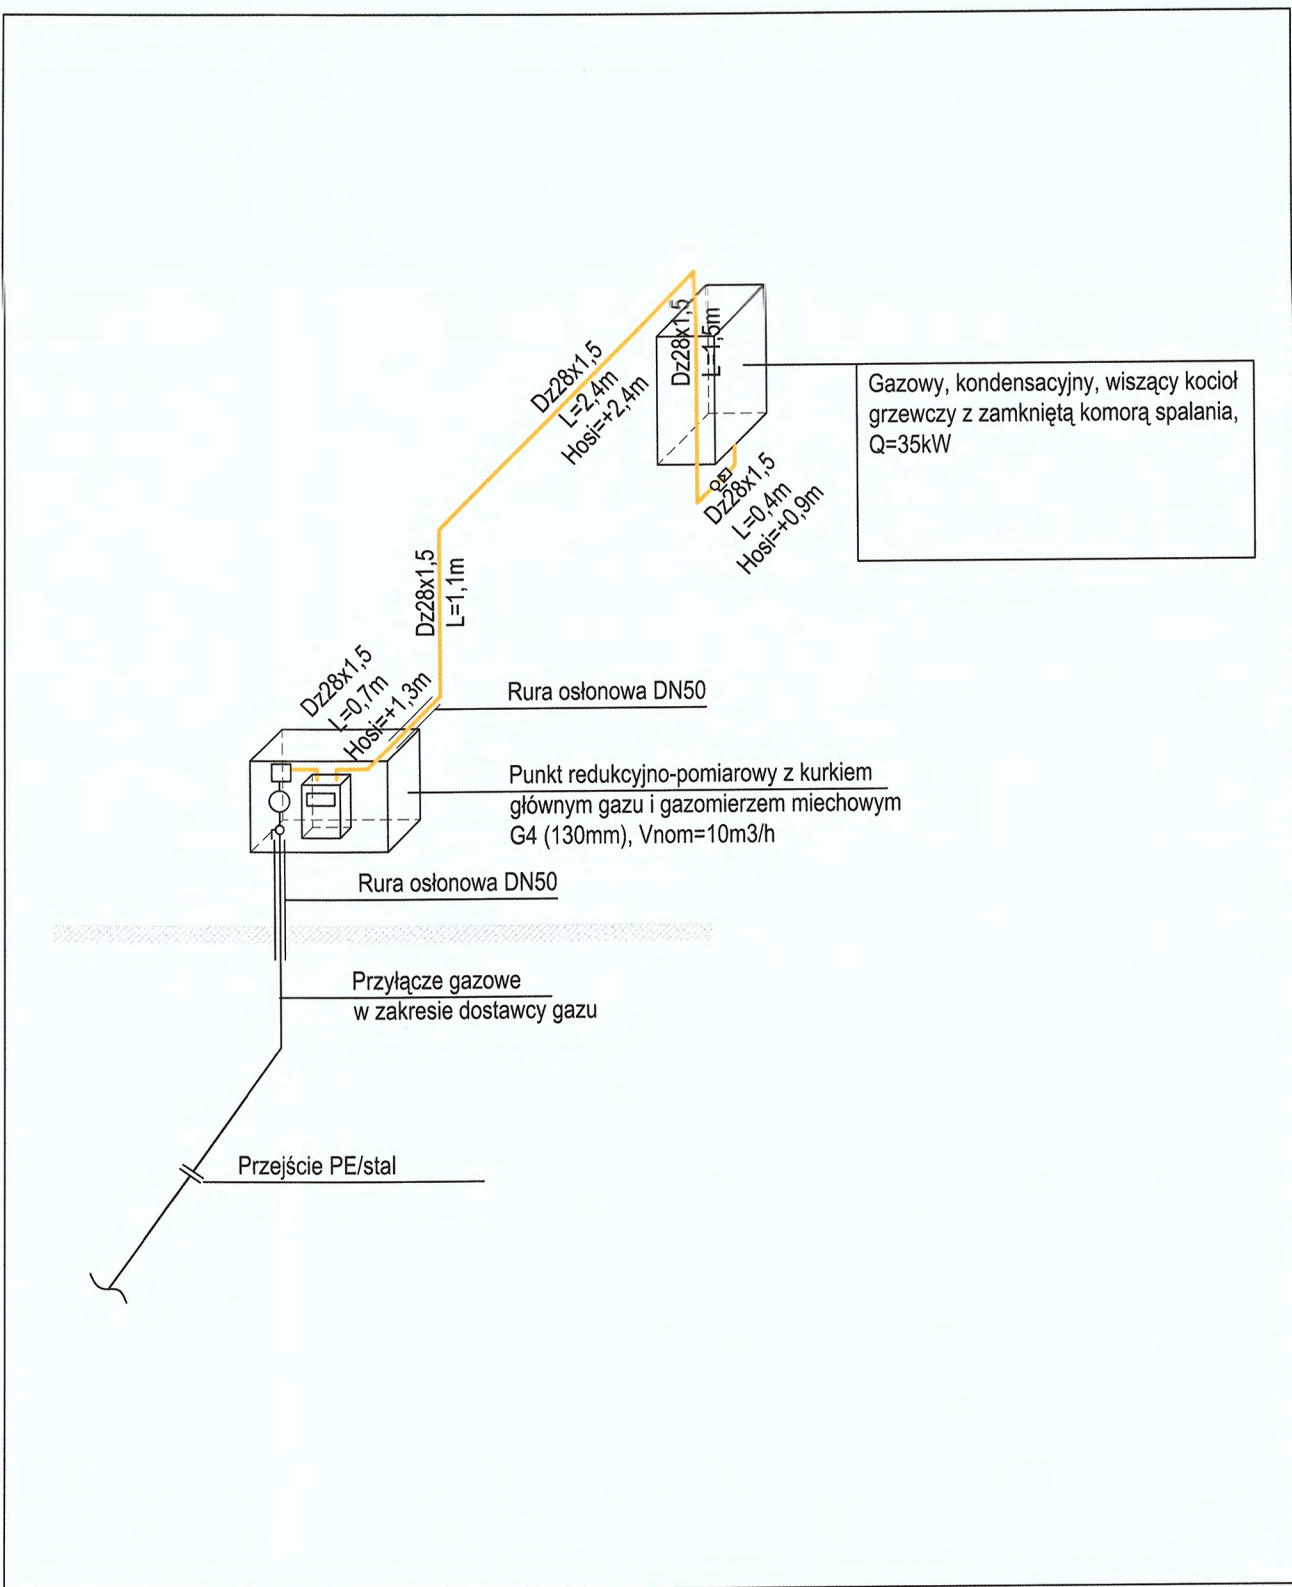 Dz28x1,5
L=1,5m
Dz28x1,5
L=2,4m
Hosi=+2,4m
Gazowy, kondensacyjny, wiszący kocioł
grzewczy z zamkniętą komorą spalania,
Q=35kW
Dz28x1,5
L=0,4m
Hosi=+0,9m
Dz28x1,5
L=1,1m
Dz28x1,5
L=0,7m
Hosi=+1,3m
Rura osłonowa DN50
Punkt redukcyjno-pomiarowy z kurkiem
głównym gazu i gazomierzem miechowym
G4 (130mm), Vnom=10m3/h
Rura osłonowa DN50
Przyłącze gazowe
w zakresie dostawcy gazu
Przejście PE/stal